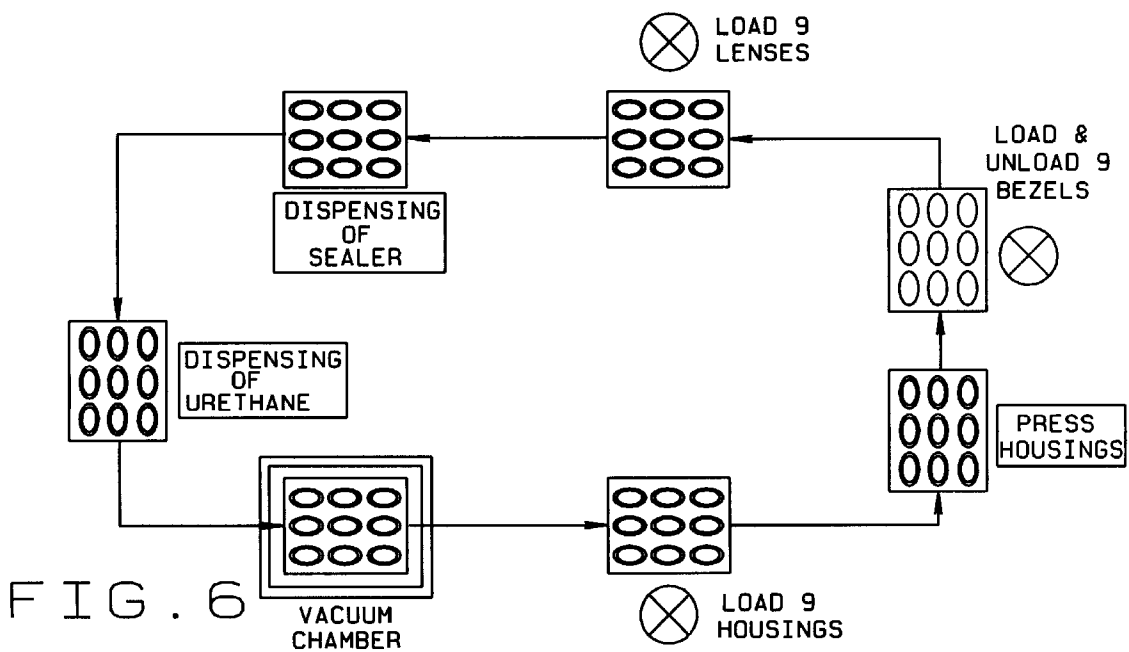 LOAD 9
LENSES
LOAD &
UNLOAD 9
BEZELS
DISPENSING
OF
SEALER
DISPENSING
OF
URETHANE
PRESS
HOUSINGS
FIG.6
VACUUM
CHAMBER
LOAD 9
HOUSINGS